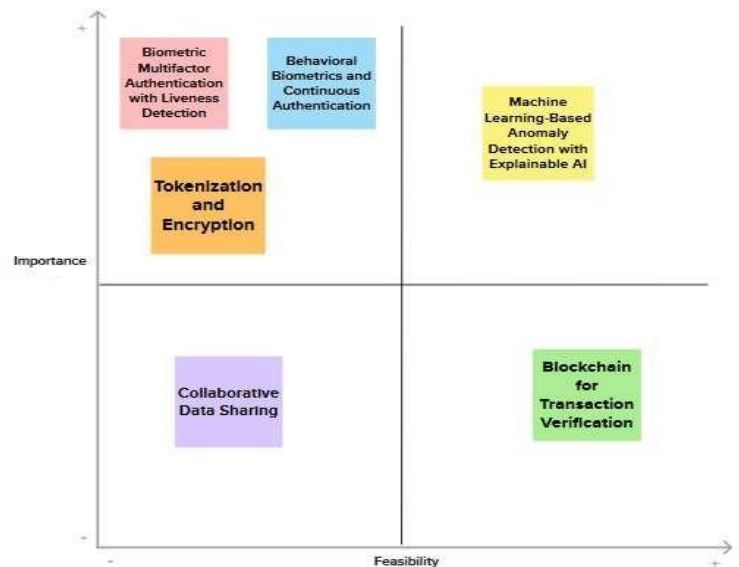 +
Biometric
Multifactor
Authentication
with Liveness
Detection
Behavioral
Biometrics and
Continuous
Authentication
Machine
Learning-Based
Anomaly
Detection with
Explainable AI
Tokenization
and
Encryption
Importance
Collaborative
Data Sharing
Blockchain
for
Transaction
Verification
-
-
Feasibility
+